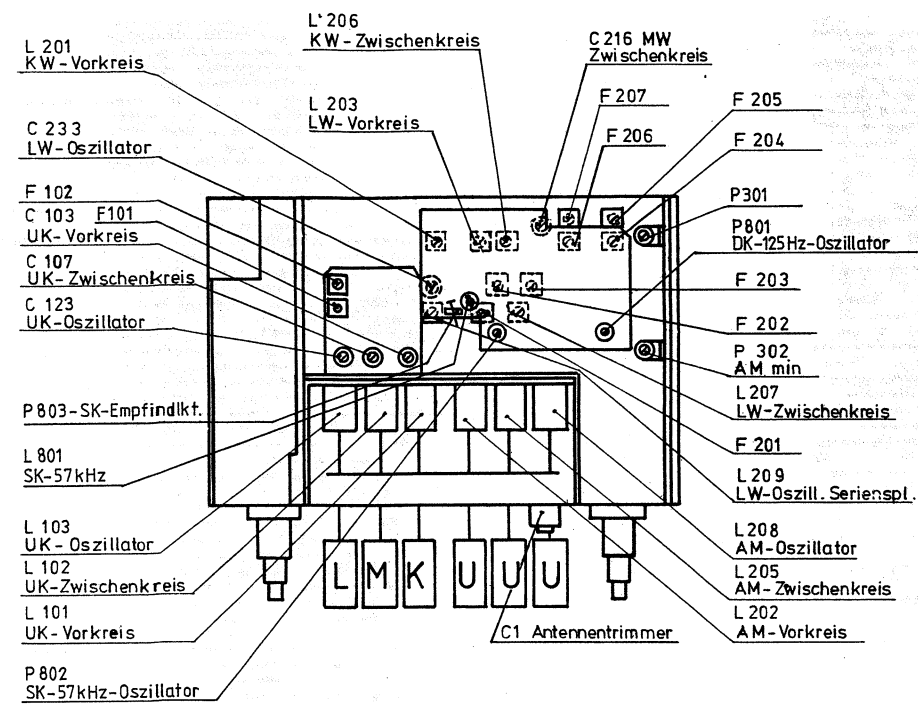 L 206
KW-Zwischenkreis
L 201
KW-Vorkreis
C 216 MW
Zwischenkreis
L 203
LW-Vorkreis
F 207
F 205
C 233
LW-Oszillator
F 206
F 204
F 102
P301
C 103
F101
UK-Vorkreis
P801
DK-125Hz-Oszillator
C 107
UK-Zwischenkreis
F 203
C 123
UK-Oszillator
F 202
P 302
AM min
P803-SK-Empfindlkt.
L 207
LW-Zwischenkreis
L 801
SK-57kHz
F 201
L 209
LW-Oszill. Serienspl.
L 103
UK-Oszillator
L 208
AM-Oszillator
L 102
UK-Zwischenkreis
L M K U U U
L 205
AM-Zwischenkreis
L 101
UK-Vorkreis
C1 Antennentrimmer
L 202
AM-Vorkreis
P 802
SK-57kHz-Oszillator